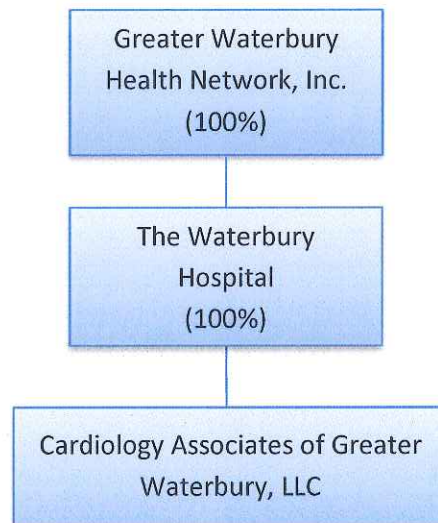 Greater Waterbury
Health Network, Inc.
(100%)
The Waterbury
Hospital
(100%)
Cardiology Associates of Greater
Waterbury, LLC